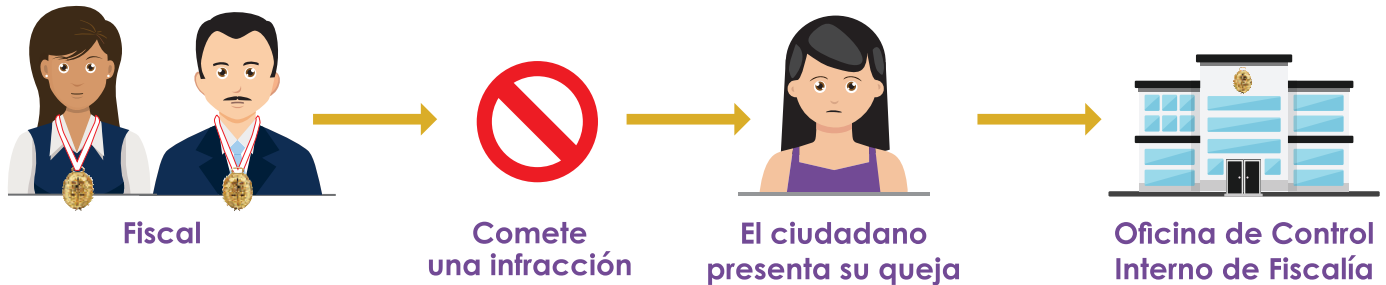 Fiscal
Comete
una infracción
El ciudadano
presenta su queja
Oficina de Control
Interno de Fiscalía